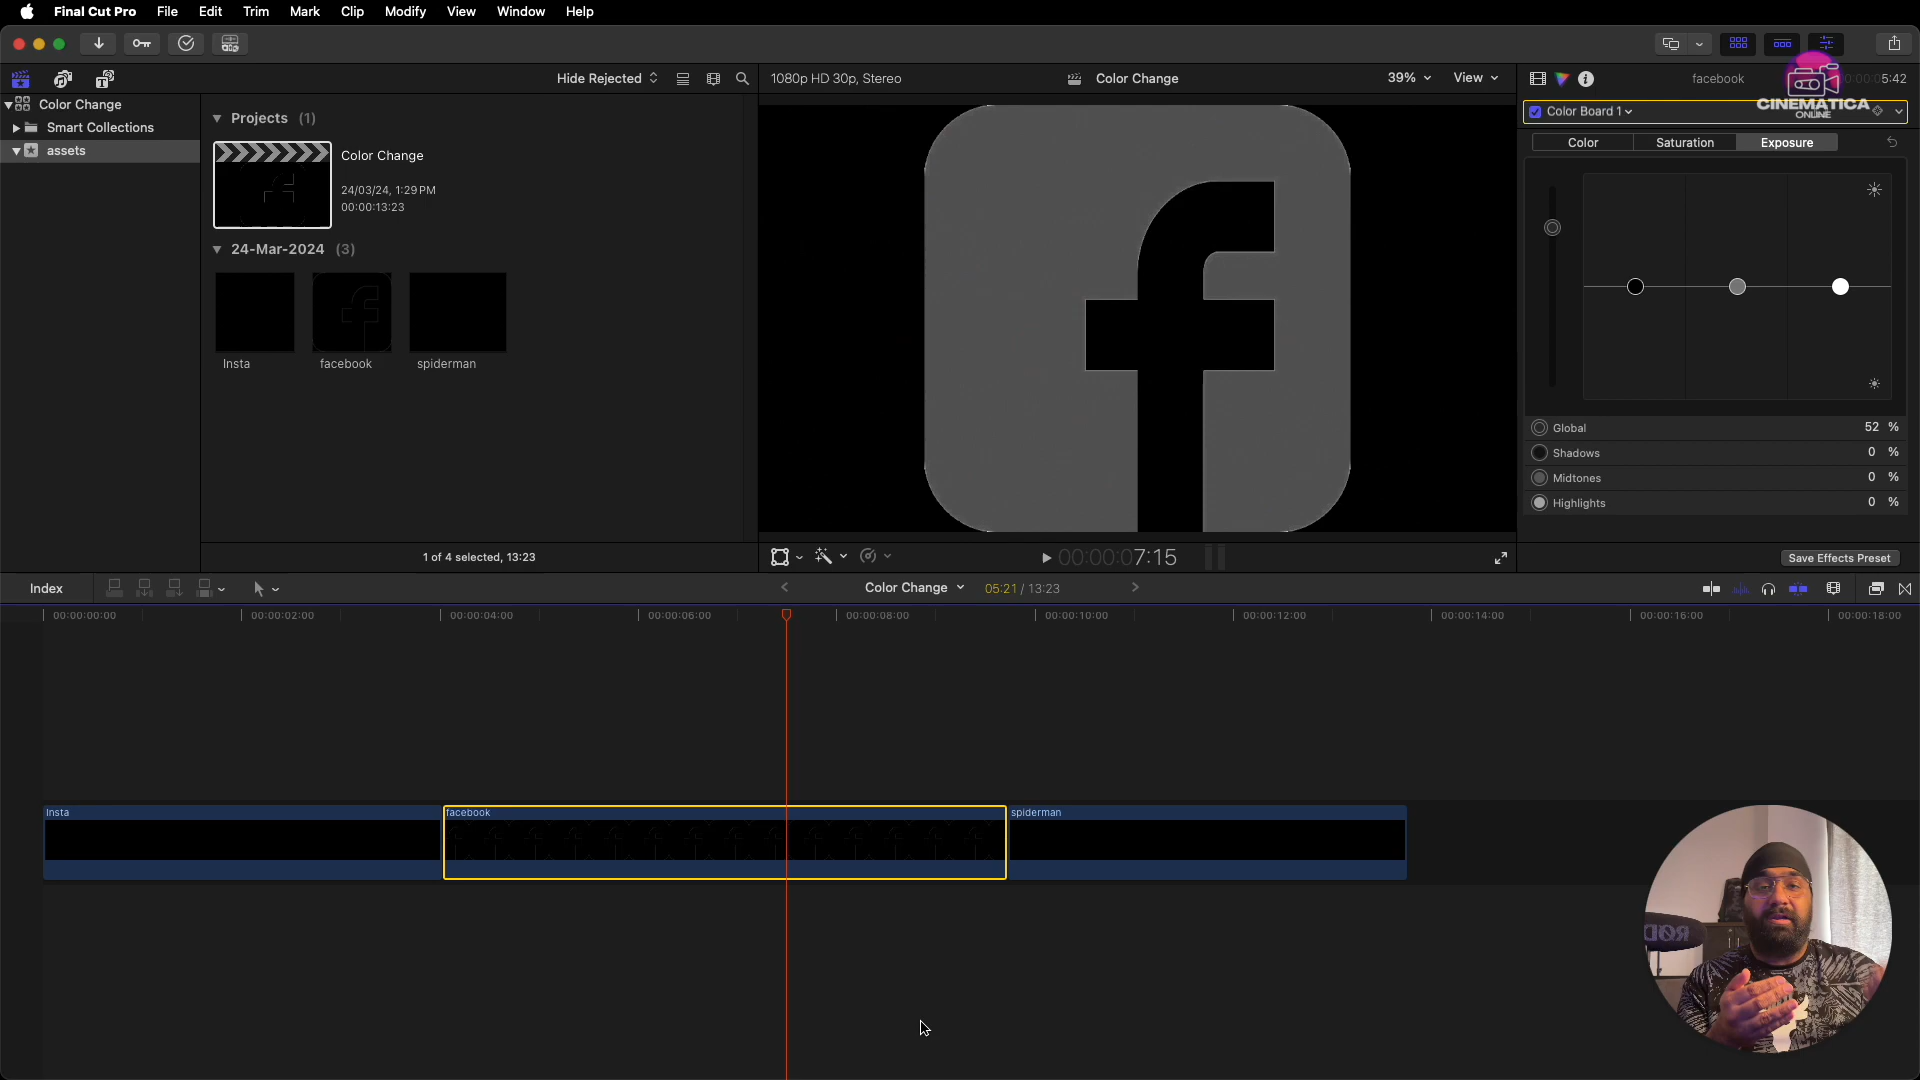 Final Cut Pro File Edit Trim Mark Clip Modify View Window Help
Hide Rejected
1080p HD 30p, Stereo
Color Change
39%
View
facebook
5:42
CINEMATICA
ONLINE
Color Change
Smart Collections
assets
Projects (1)
Color Change
24/03/24, 1:29 PM
00:00:13:23
24-Mar-2024 (3)
Insta
facebook
spiderman
1 of 4 selected, 13:23
Color Board 1
Color Saturation Exposure
Global 52 %
Shadows 0 %
Midtones 0 %
Highlights 0 %
Save Effects Preset
00:00:07:15
Index
Color Change
05:21 / 13:23
00:00:00:00 00:00:02:00 00:00:04:00 00:00:06:00 00:00:08:00 00:00:10:00 00:00:12:00 00:00:14:00 00:00:16:00 00:00:18:00
Insta
facebook
spiderman